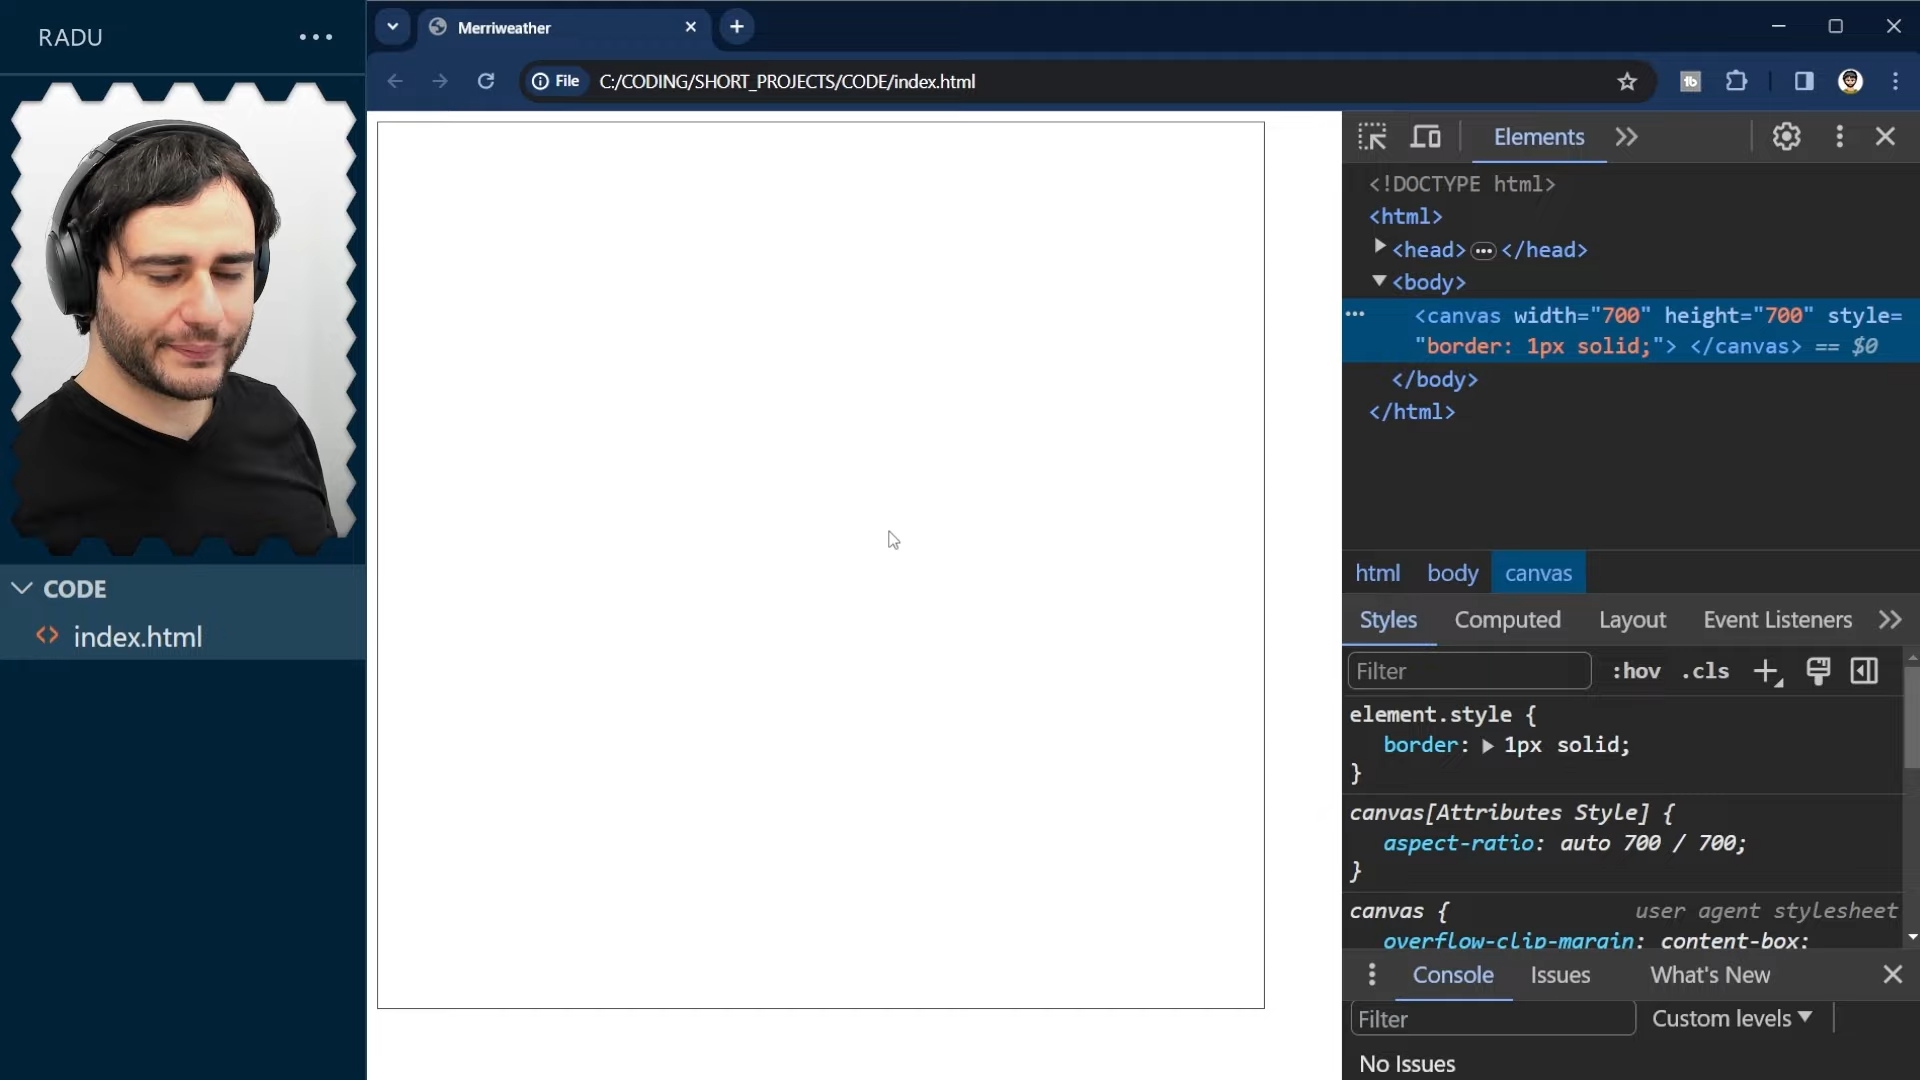 RADU
Merriweather
File
C:/CODING/SHORT_PROJECTS/CODE/index.html
CODE
<> index.html
Elements
<!DOCTYPE html>
<html>
<head> ••• </head>
<body>
<canvas width="700" height="700" style=
"border: 1px solid;"> </canvas> == $0
</body>
</html>
html body canvas
Styles Computed Layout Event Listeners
Filter :hov .cls
element.style {
border: 1px solid;
}
canvas[Attributes Style] {
aspect-ratio: auto 700 / 700;
}
canvas { user agent stylesheet
overflow-clip-margin: content-box;
Console Issues What's New
Filter Custom levels
No Issues